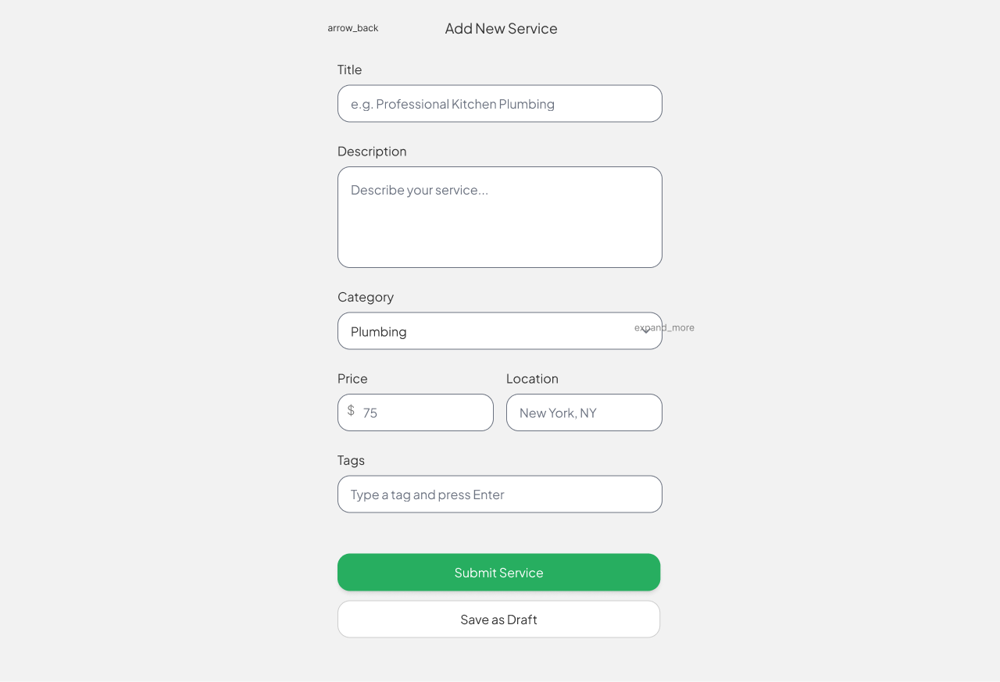 arrow_back
Add New Service
Title
e.g. Professional Kitchen Plumbing
Description
Describe your service...
Category
Plumbing
expand_more
Price
Location
$ 75
New York, NY
Tags
Type a tag and press Enter
Submit Service
Save as Draft